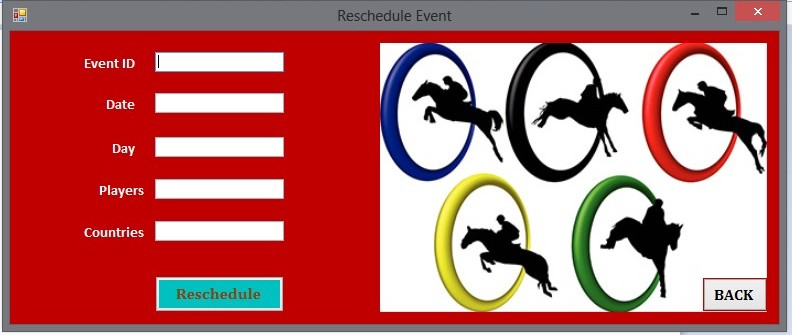 Reschedule Event
Event ID
Date
Day
Players
Countries
Reschedule
BACK